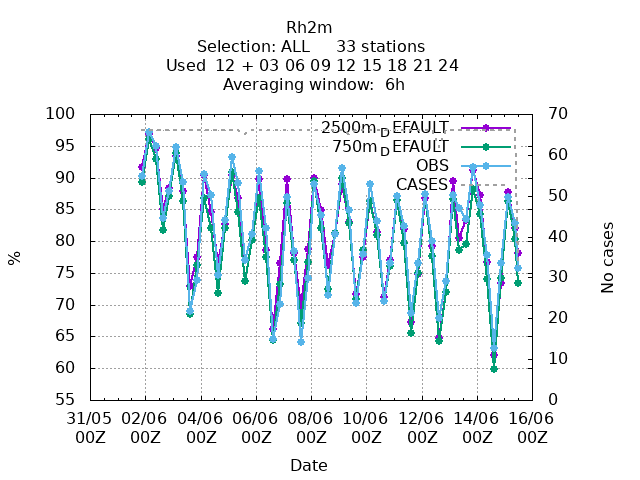 Rh2m
Selection: ALL 33 stations
Used 12 + 03 06 09 12 15 18 21 24
Averaging window: 6h
100 70
2500m DEFAULT
95
750m DEFAULT 60
90 OBS
CASES 50
85
80 40
%
75 30
70
65 20
60 10
55 0
No cases
31/05 02/06 04/06 06/06 08/06 10/06 12/06 14/06 16/06
00Z 00Z 00Z 00Z 00Z 00Z 00Z 00Z 00Z
Date